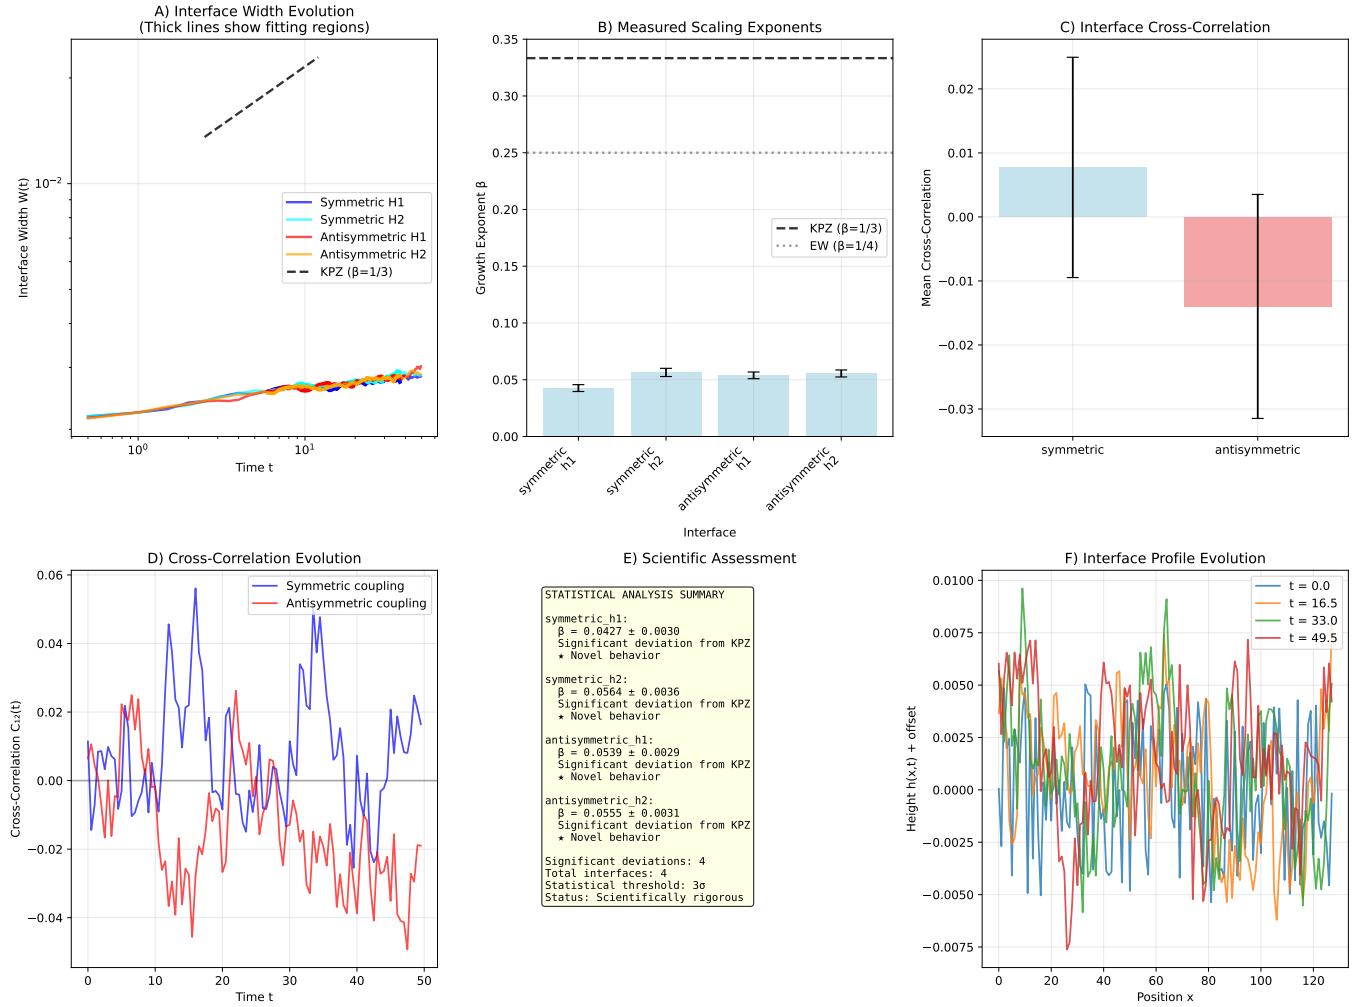 A) Interface Width Evolution
(Thick lines show fitting regions)
10⁻²
Interface Width W(t)
Symmetric H1
Symmetric H2
Antisymmetric H1
Antisymmetric H2
KPZ (β=1/3)
10⁰
10¹
Time t
B) Measured Scaling Exponents
0.35
0.30
0.25
0.20
0.15
0.10
0.05
0.00
Growth Exponent β
KPZ (β=1/3)
EW (β=1/4)
symmetric
h1
symmetric
h2
antisymmetric
h1
antisymmetric
h2
Interface
C) Interface Cross-Correlation
0.02
0.01
0.00
−0.01
−0.02
−0.03
Mean Cross-Correlation
symmetric
antisymmetric
D) Cross-Correlation Evolution
0.06
0.04
0.02
0.00
−0.02
−0.04
Cross-Correlation C₁₂(t)
Symmetric coupling
Antisymmetric coupling
0
10
20
30
40
50
Time t
E) Scientific Assessment
STATISTICAL ANALYSIS SUMMARY
symmetric_h1:
β = 0.0427 ± 0.0030
Significant deviation from KPZ
★ Novel behavior
symmetric_h2:
β = 0.0564 ± 0.0036
Significant deviation from KPZ
★ Novel behavior
antisymmetric_h1:
β = 0.0539 ± 0.0029
Significant deviation from KPZ
★ Novel behavior
antisymmetric_h2:
β = 0.0555 ± 0.0031
Significant deviation from KPZ
★ Novel behavior
Significant deviations: 4
Total interfaces: 4
Statistical threshold: 3σ
Status: Scientifically rigorous
F) Interface Profile Evolution
0.0100
0.0075
0.0050
0.0025
0.0000
−0.0025
−0.0050
−0.0075
Height h(x,t) + offset
t = 0.0
t = 16.5
t = 33.0
t = 49.5
0
20
40
60
80
100
120
Position x